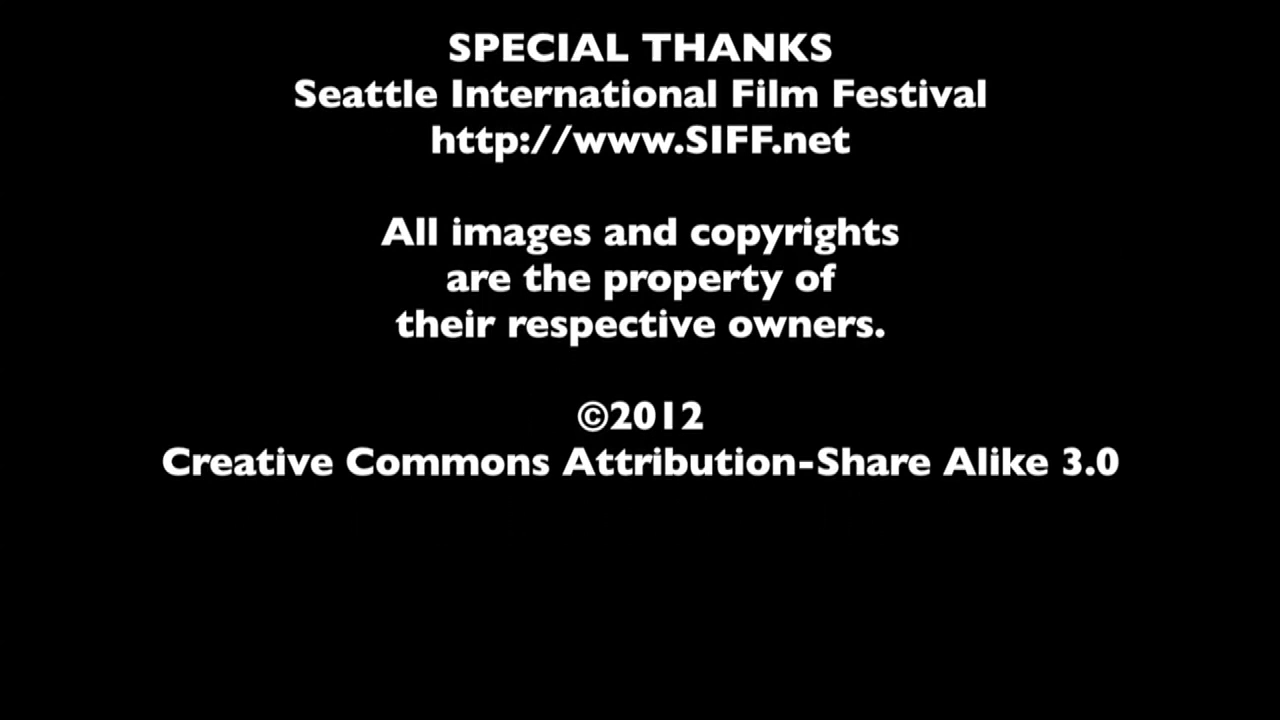 SPECIAL THANKS
Seattle International Film Festival
http://www.SIFF.net
All images and copyrights
are the property of
their respective owners.
©2012
Creative Commons Attribution-Share Alike 3.0